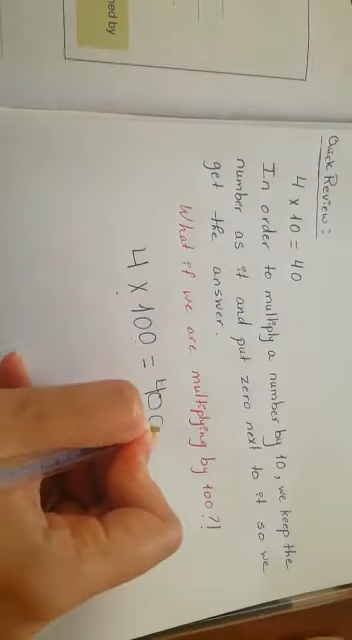 ned by
Quick Review:
4 x 10 = 40
In order to multiply a number by 10, we keep the
number as it and put zero next to it so we
get the answer.
What if we are multiplying by 100?!
4 x 100 = 400